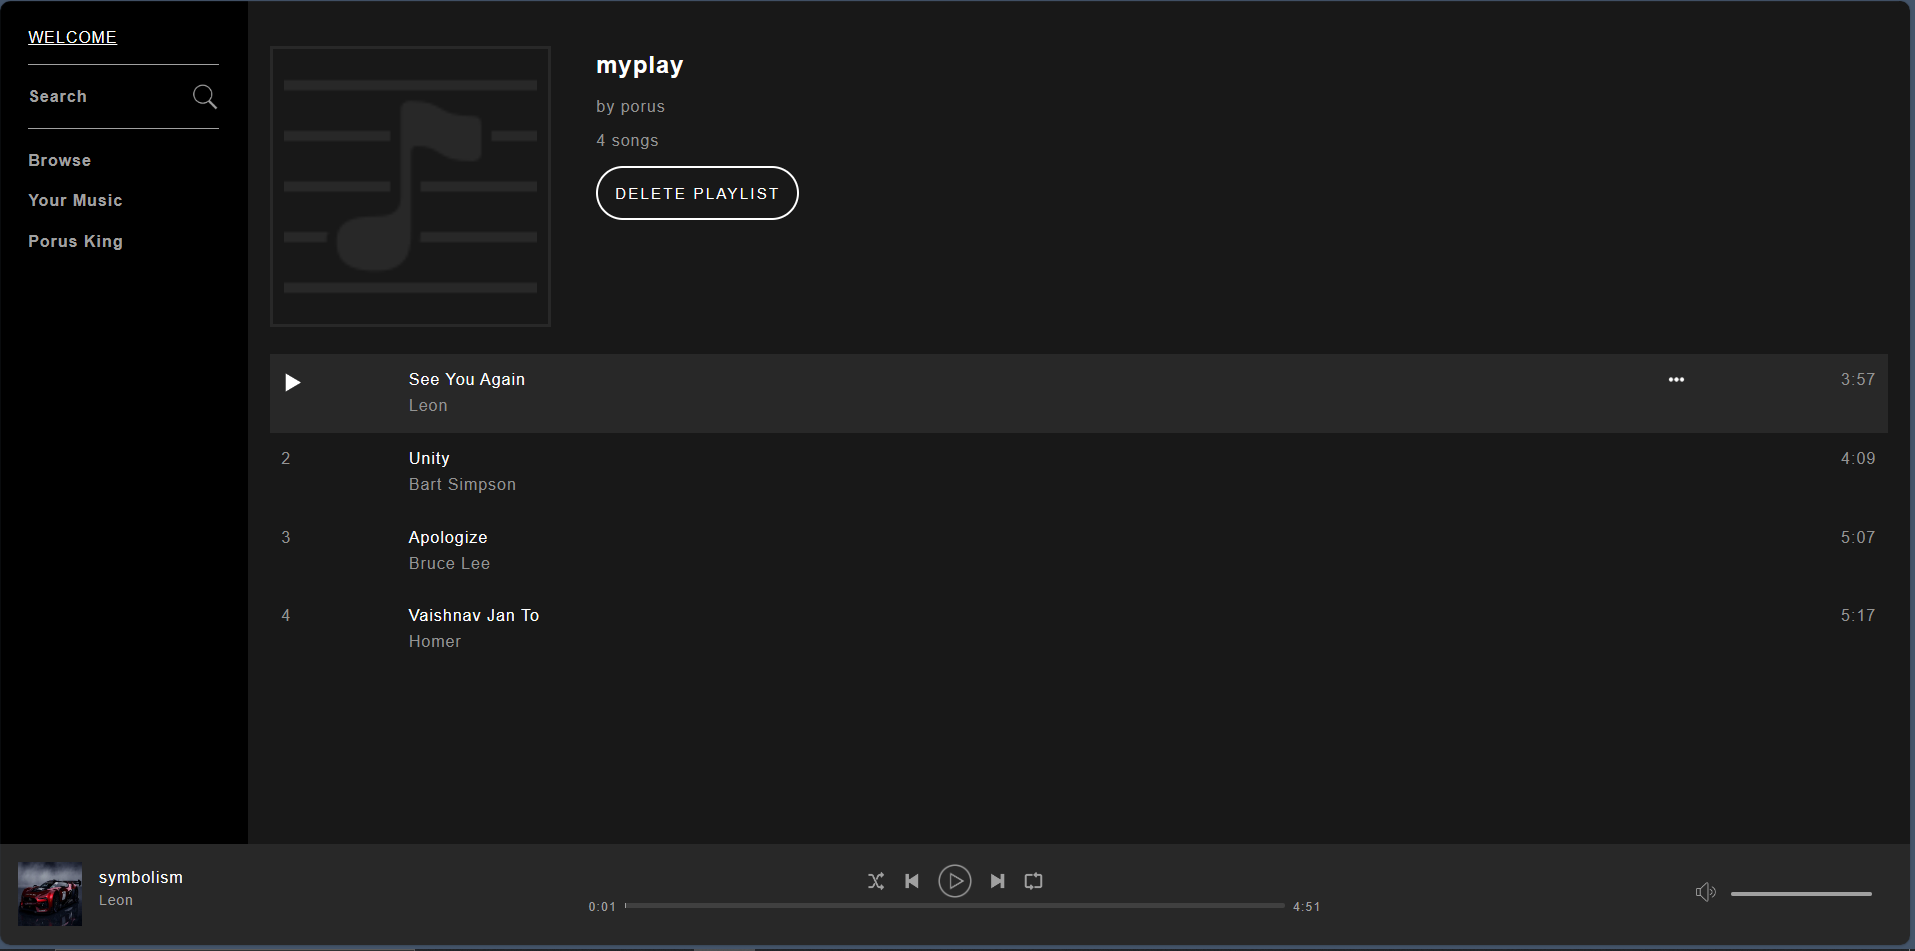 WELCOME
Search
Browse
Your Music
Porus King
myplay
by porus
4 songs
DELETE PLAYLIST
See You Again
Leon
3:57
2
Unity
Bart Simpson
4:09
3
Apologize
Bruce Lee
5:07
4
Vaishnav Jan To
Homer
5:17
symbolism
Leon
0:01
4:51